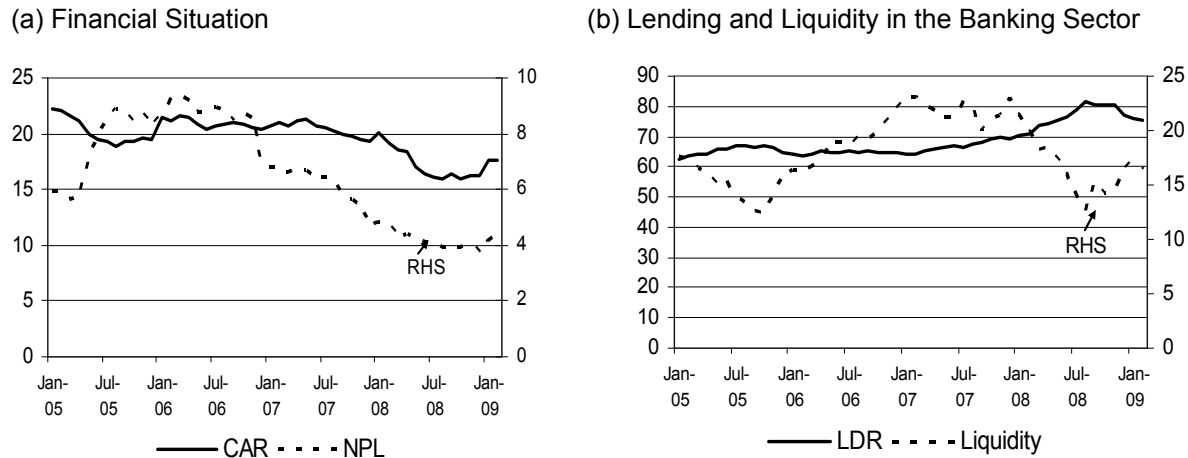 (a) Financial Situation
25
20
15
10
5
0
10
8
6
4
2
0
RHS
Jan-05
Jul-05
Jan-06
Jul-06
Jan-07
Jul-07
Jan-08
Jul-08
Jan-09
CAR NPL
(b) Lending and Liquidity in the Banking Sector
90
80
70
60
50
40
30
20
10
0
25
20
15
10
5
0
RHS
Jan-05
Jul-05
Jan-06
Jul-06
Jan-07
Jul-07
Jan-08
Jul-08
Jan-09
LDR Liquidity